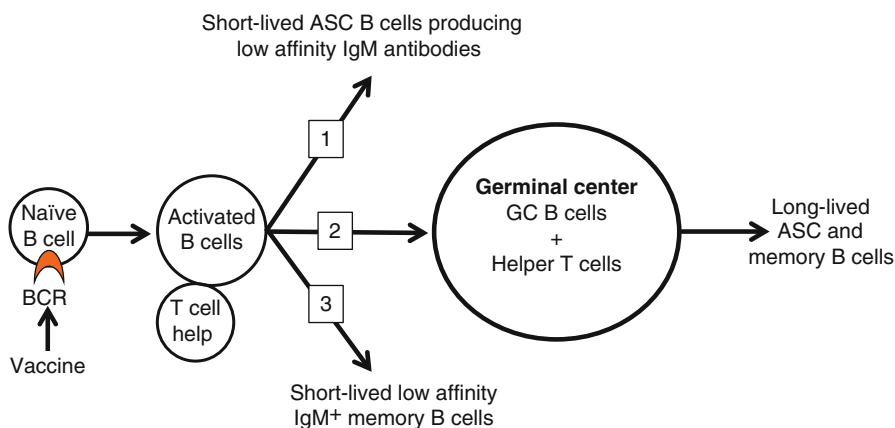 Short-lived ASC B cells producing
low affinity IgM antibodies
1
Naïve
B cell
BCR
Vaccine
Activated
B cells
T cell
help
2
3
Germinal center
GC B cells
+
Helper T cells
Long-lived
ASC and
memory B cells
Short-lived low affinity
IgM+ memory B cells